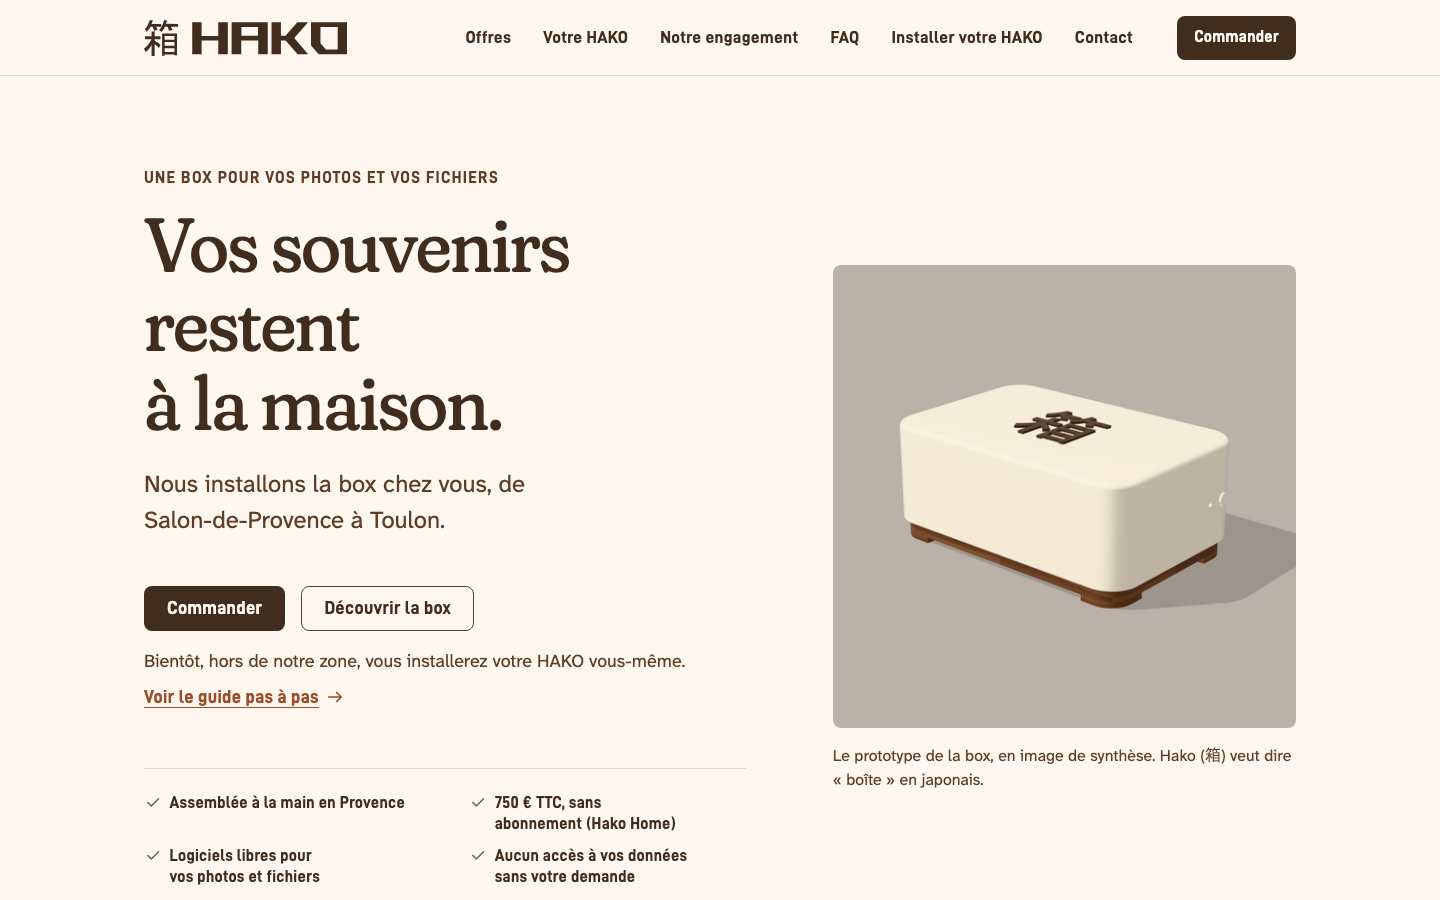 箱 HAKO
Offres
Votre HAKO
Notre engagement
FAQ
Installer votre HAKO
Contact
Commander
UNE BOX POUR VOS PHOTOS ET VOS FICHIERS
Vos souvenirs
restent
à la maison.
Nous installons la box chez vous, de
Salon-de-Provence à Toulon.
Commander
Découvrir la box
Bientôt, hors de notre zone, vous installerez votre HAKO vous-même.
Voir le guide pas à pas →
箱
Le prototype de la box, en image de synthèse. Hako (箱) veut dire
« boîte » en japonais.
Assemblée à la main en Provence
750 € TTC, sans
abonnement (Hako Home)
Logiciels libres pour
vos photos et fichiers
Aucun accès à vos données
sans votre demande